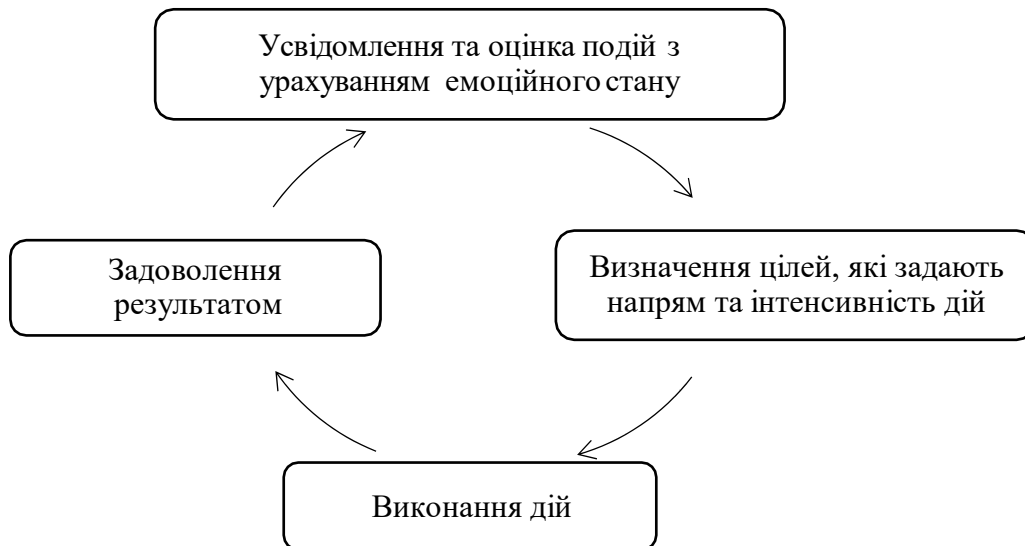 Усвідомлення та оцінка подій з
урахуванням емоційного стану
Задоволення
результатом
Визначення цілей, які задають
напрям та інтенсивність дій
Виконання дій